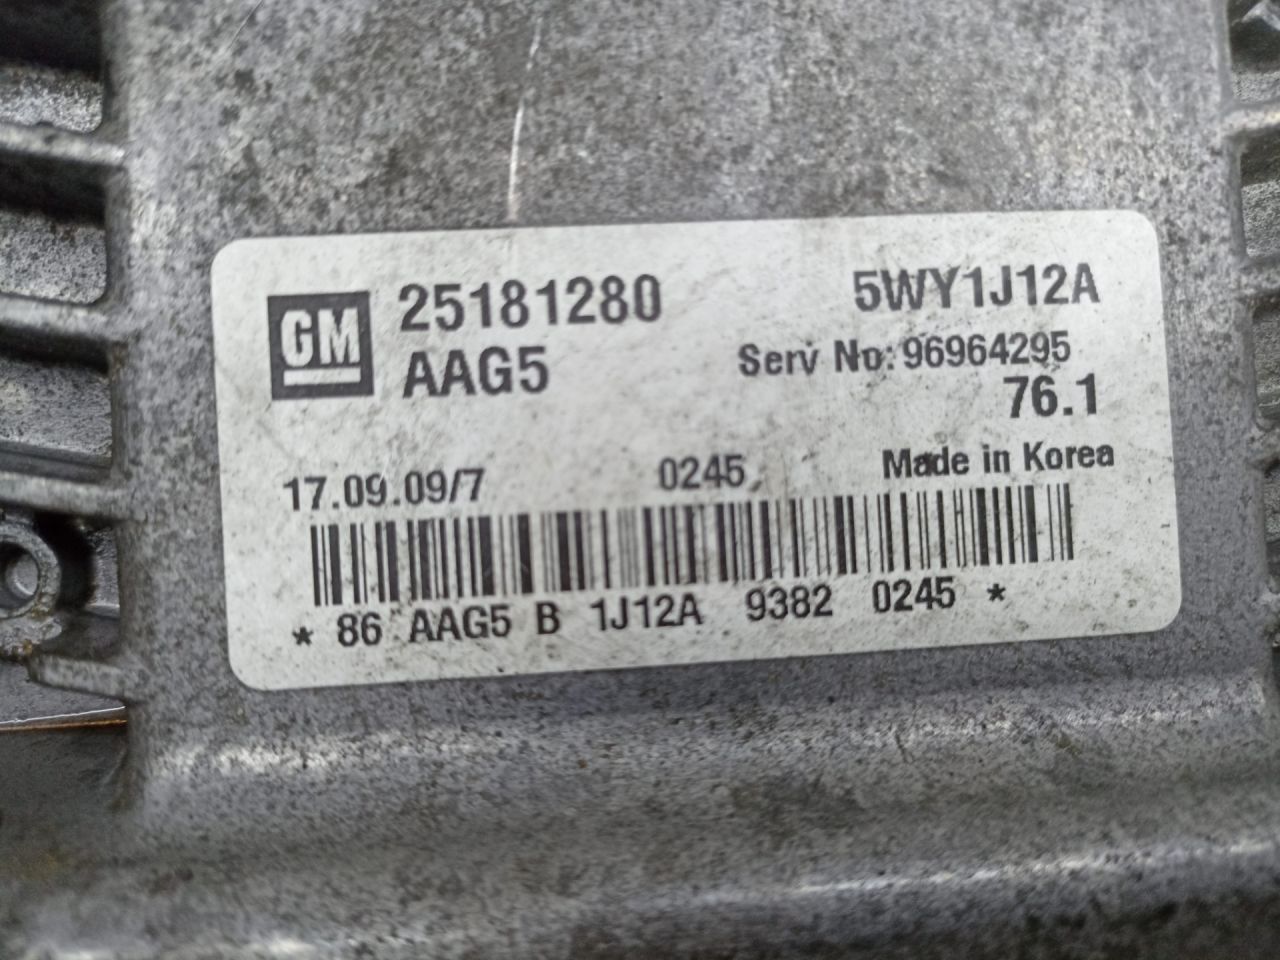 GM 25181280 5WY1J12A
AAG5 Serv No: 96964295
76.1
17.09.09/7 0245 Made in Korea
* 86 AAG5 B 1J12A 9382 0245 *